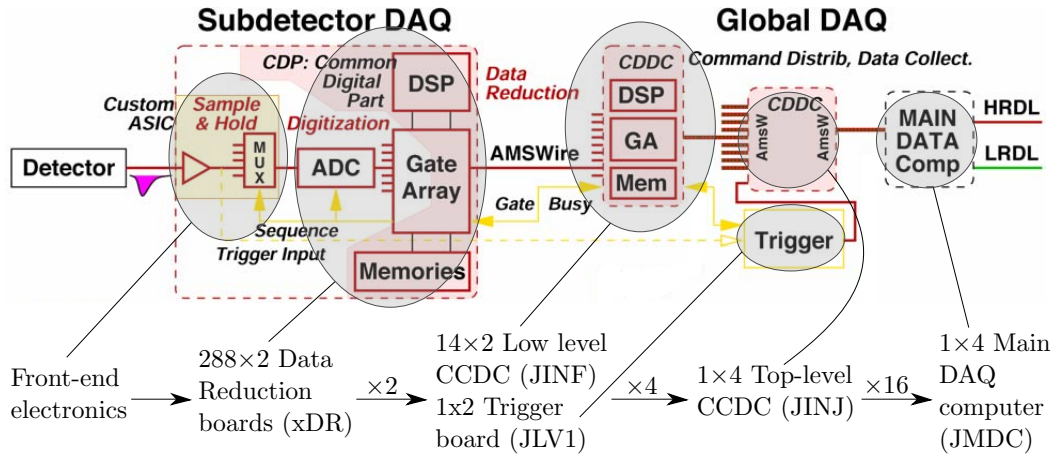 Subdetector DAQ
Global DAQ
CDP: Common
Digital
Part
DSP
Data
Reduction
CDDC
Command Distrib, Data Collect.
Custom
ASIC
Sample
& Hold
Digitization
DSP
CDDC
HRDL
Detector
MUX
ADC
Gate
Array
AMSWire
GA
AmsW
AmsW
MAIN
DATA
Comp
LRDL
Mem
Gate Busy
Sequence
Trigger Input
Trigger
Memories
Front-end
electronics
288×2 Data
Reduction
boards (xDR)
×2
14×2 Low level
CCDC (JINF)
1x2 Trigger
board (JLV1)
×4
1×4 Top-level
CCDC (JINJ)
×16
1×4 Main
DAQ
computer
(JMDC)